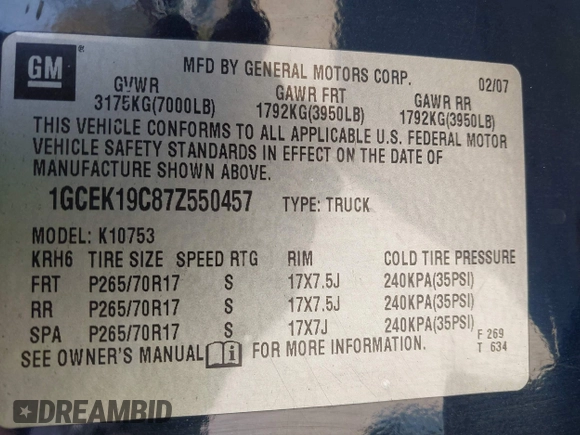 GM
®
MFD BY GENERAL MOTORS CORP.
02/07
GVWR GAWR FRT GAWR RR
3175KG(7000LB) 1792KG(3950LB) 1792KG(3950LB)
THIS VEHICLE CONFORMS TO ALL APPLICABLE U.S. FEDERAL MOTOR
VEHICLE SAFETY STANDARDS IN EFFECT ON THE DATE OF
MANUFACTURE SHOWN ABOVE.
1GCEK19C87Z550457 TYPE: TRUCK
MODEL: K10753
KRH6 TIRE SIZE SPEED RTG RIM COLD TIRE PRESSURE
FRT P265/70R17 S 17X7.5J 240KPA(35PSI)
RR P265/70R17 S 17X7.5J 240KPA(35PSI)
SPA P265/70R17 S 17X7J 240KPA(35PSI)
SEE OWNER'S MANUAL i FOR MORE INFORMATION.
F 269
T 634
DREAMBID